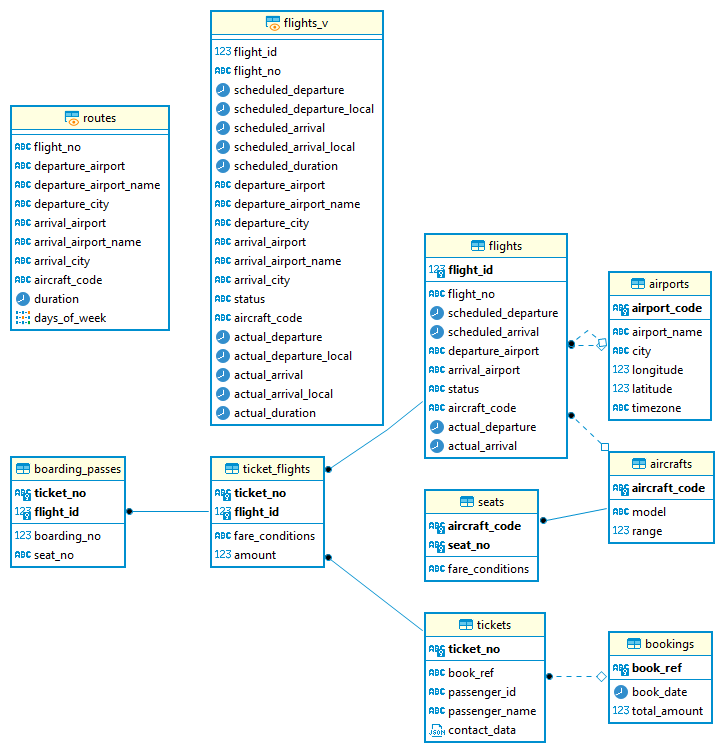 flights_v
123 flight_id
ABC flight_no
scheduled_departure
scheduled_departure_local
scheduled_arrival
scheduled_arrival_local
scheduled_duration
ABC departure_airport
ABC departure_airport_name
ABC departure_city
ABC arrival_airport
ABC arrival_airport_name
ABC arrival_city
ABC status
ABC aircraft_code
actual_departure
actual_departure_local
actual_arrival
actual_arrival_local
actual_duration
routes
ABC flight_no
ABC departure_airport
ABC departure_airport_name
ABC departure_city
ABC arrival_airport
ABC arrival_airport_name
ABC arrival_city
ABC aircraft_code
duration
days_of_week
flights
123 flight_id
ABC flight_no
scheduled_departure
scheduled_arrival
ABC departure_airport
ABC arrival_airport
ABC status
ABC aircraft_code
actual_departure
actual_arrival
airports
ABC airport_code
ABC airport_name
ABC city
123 longitude
123 latitude
ABC timezone
boarding_passes
ABC ticket_no
123 flight_id
123 boarding_no
ABC seat_no
ticket_flights
ABC ticket_no
123 flight_id
ABC fare_conditions
123 amount
aircrafts
ABC aircraft_code
ABC model
123 range
seats
ABC aircraft_code
ABC seat_no
ABC fare_conditions
tickets
ABC ticket_no
ABC book_ref
ABC passenger_id
ABC passenger_name
JSON contact_data
bookings
ABC book_ref
book_date
123 total_amount